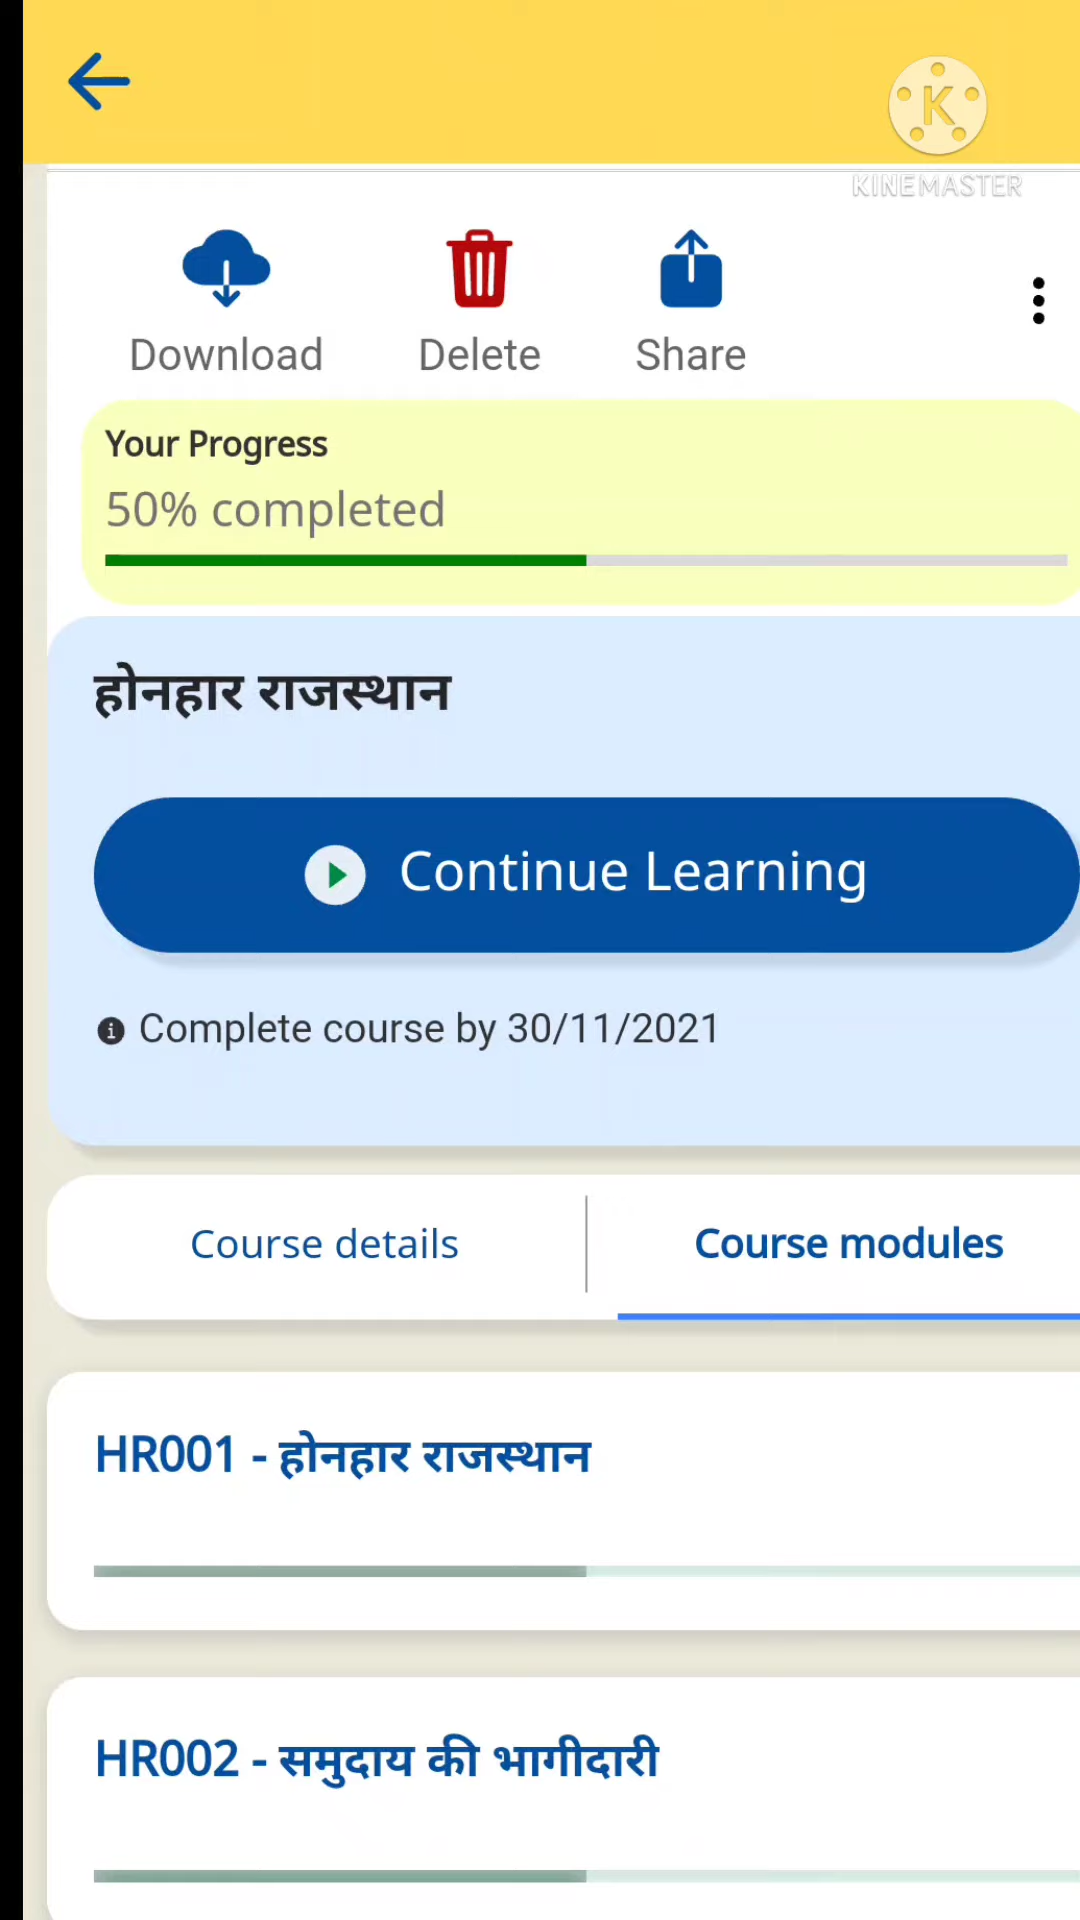 K
KINEMASTER
Download Delete Share
Your Progress
50% completed
होनहार राजस्थान
Continue Learning
Complete course by 30/11/2021
Course details Course modules
HR001 - होनहार राजस्थान
HR002 - समुदाय की भागीदारी